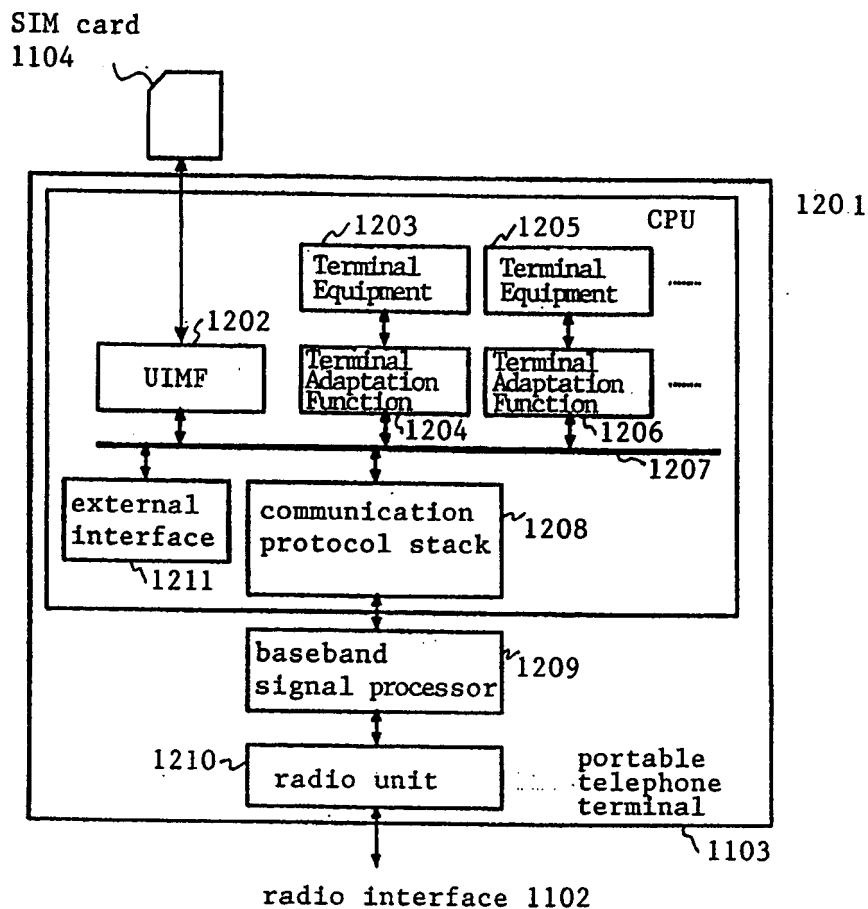 SIM card
1104
1201
CPU
1203
1205
Terminal
Equipment
Terminal
Equipment
......
1202
UIMF
Terminal
Adaptation
Function
Terminal
Adaptation
Function
......
1204
1206
1207
external
interface
communication
protocol stack
1208
1211
baseband
signal processor
1209
1210
radio unit
portable
telephone
terminal
1103
radio interface 1102